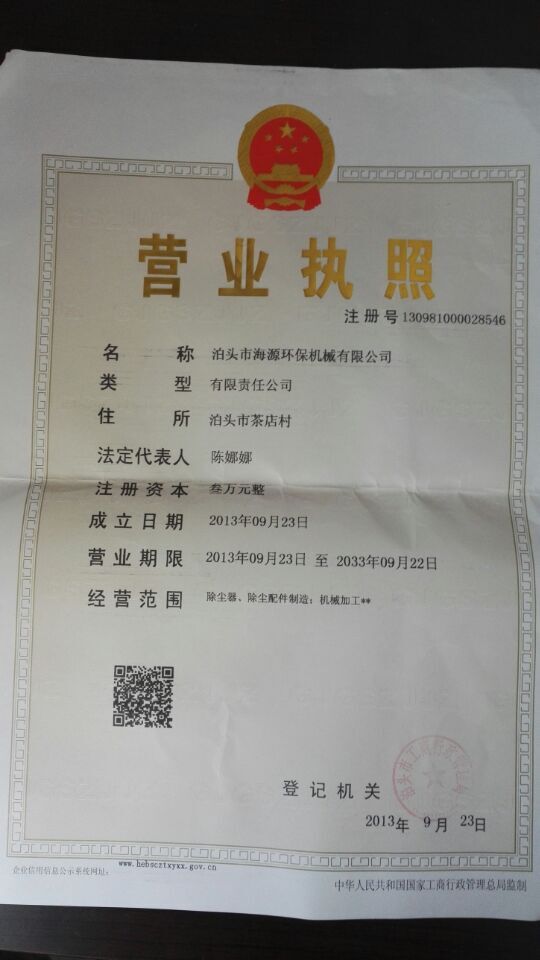 营业执照
注册号 130981000028546
名称 泊头市海源环保机械有限公司
类型 有限责任公司
住所 泊头市茶店村
法定代表人 陈娜娜
注册资本 叁万元整
成立日期 2013年09月23日
营业期限 2013年09月23日 至 2033年09月22日
经营范围 除尘器、除尘配件制造；机械加工**
登记机关
2013年 9月 23日
企业信用信息公示系统网址：
www.hebscztxyxx.gov.cn
中华人民共和国国家工商行政管理总局监制